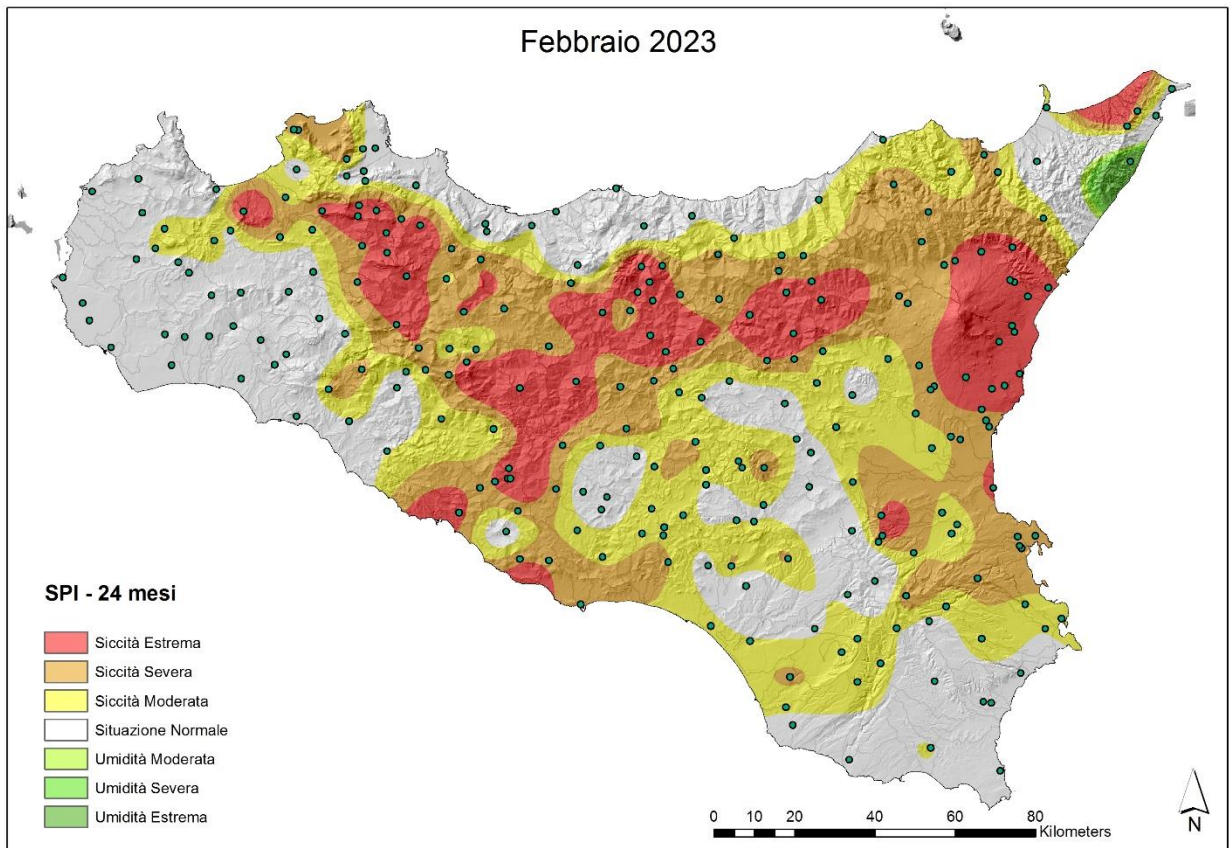 Febbraio 2023
SPI - 24 mesi
Siccità Estrema
Siccità Severa
Siccità Moderata
Situazione Normale
Umidità Moderata
Umidità Severa
Umidità Estrema
0 10 20 40 60 80
Kilometers
N